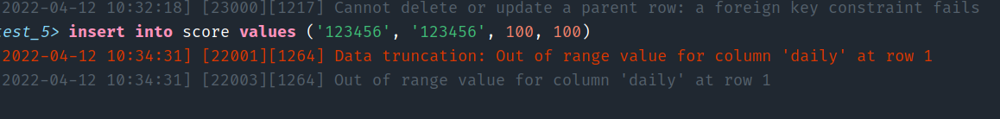 2022-04-12 10:32:18] [23000][1217] Cannot delete or update a parent row: a foreign key constraint fails
test_5> insert into score values ('123456', '123456', 100, 100)
2022-04-12 10:34:31] [22001][1264] Data truncation: Out of range value for column 'daily' at row 1
2022-04-12 10:34:31] [22003][1264] Out of range value for column 'daily' at row 1